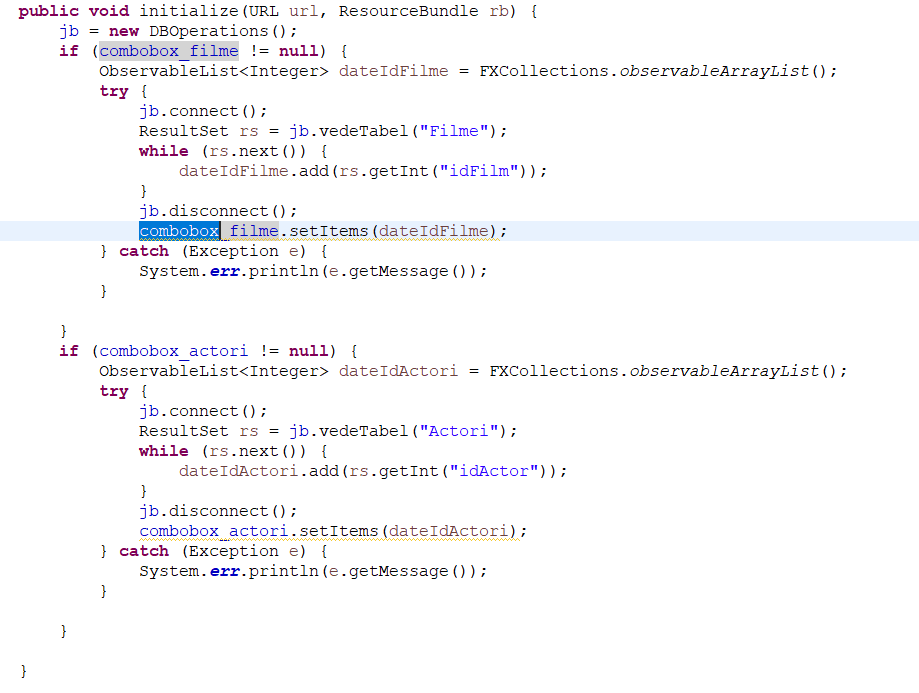 public void initialize(URL url, ResourceBundle rb) {
jb = new DBOperations();
if (combobox_filme != null) {
ObservableList<Integer> dateIdFilme = FXCollections.observableArrayList();
try {
jb.connect();
ResultSet rs = jb.vedeTabel("Filme");
while (rs.next()) {
dateIdFilme.add(rs.getInt("idFilm"));
}
jb.disconnect();
combobox_filme.setItems(dateIdFilme);
} catch (Exception e) {
System.err.println(e.getMessage());
}
}
if (combobox_actori != null) {
ObservableList<Integer> dateIdActori = FXCollections.observableArrayList();
try {
jb.connect();
ResultSet rs = jb.vedeTabel("Actori");
while (rs.next()) {
dateIdActori.add(rs.getInt("idActor"));
}
jb.disconnect();
combobox_actori.setItems(dateIdActori);
} catch (Exception e) {
System.err.println(e.getMessage());
}
}
}